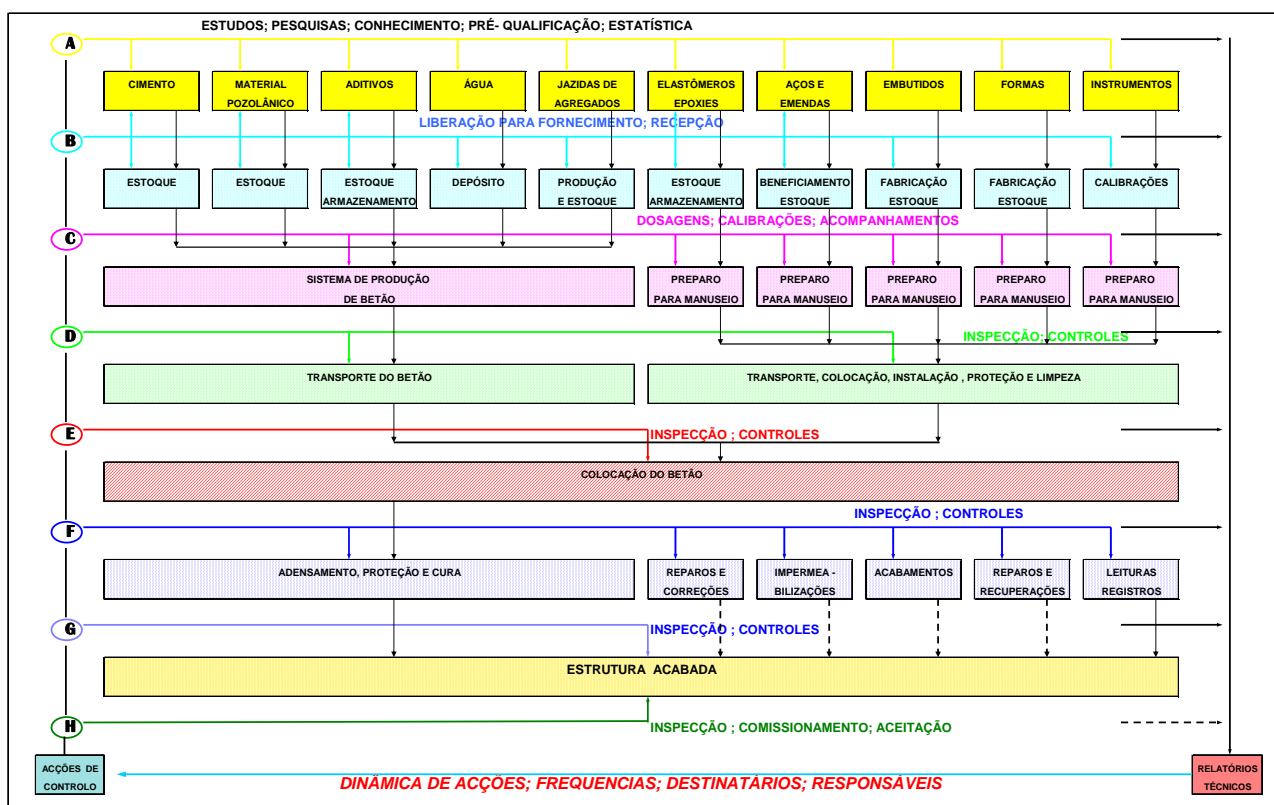 ESTUDOS; PESQUISAS; CONHECIMENTO; PRÉ- QUALIFICAÇÃO; ESTATÍSTICA
A
CIMENTO
MATERIAL
POZOLÂNICO
ADITIVOS
ÁGUA
JAZIDAS DE
AGREGADOS
ELASTÔMEROS
EPOXIES
AÇOS E
EMENDAS
EMBUTIDOS
FORMAS
INSTRUMENTOS
LIBERAÇÃO PARA FORNECIMENTO; RECEPÇÃO
B
ESTOQUE
ESTOQUE
ESTOQUE
ARMAZENAMENTO
DEPÓSITO
PRODUÇÃO
E ESTOQUE
ESTOQUE
ARMAZENAMENTO
BENEFICIAMENTO
ESTOQUE
FABRICAÇÃO
ESTOQUE
FABRICAÇÃO
ESTOQUE
CALIBRAÇÕES
DOSAGENS; CALIBRAÇÕES; ACOMPANHAMENTOS
C
SISTEMA DE PRODUÇÃO
DE BETÃO
PREPARO
PARA MANUSEIO
PREPARO
PARA MANUSEIO
PREPARO
PARA MANUSEIO
PREPARO
PARA MANUSEIO
PREPARO
PARA MANUSEIO
D
INSPECÇÃO; CONTROLES
TRANSPORTE DO BETÃO
TRANSPORTE, COLOCAÇÃO, INSTALAÇÃO , PROTEÇÃO E LIMPEZA
E
INSPECÇÃO ; CONTROLES
COLOCAÇÃO DO BETÃO
INSPECÇÃO ; CONTROLES
F
ADENSAMENTO, PROTEÇÃO E CURA
REPAROS E
CORREÇÕES
IMPERMEA -
BILIZAÇÕES
ACABAMENTOS
REPAROS E
RECUPERAÇÕES
LEITURAS
REGISTROS
G
INSPECÇÃO ; CONTROLES
ESTRUTURA ACABADA
H
INSPECÇÃO ; COMISSIONAMENTO; ACEITAÇÃO
ACÇÕES DE
CONTROLO
DINÂMICA DE ACÇÕES; FREQUENCIAS; DESTINATÁRIOS; RESPONSÁVEIS
RELATÓRIOS
TÉCNICOS